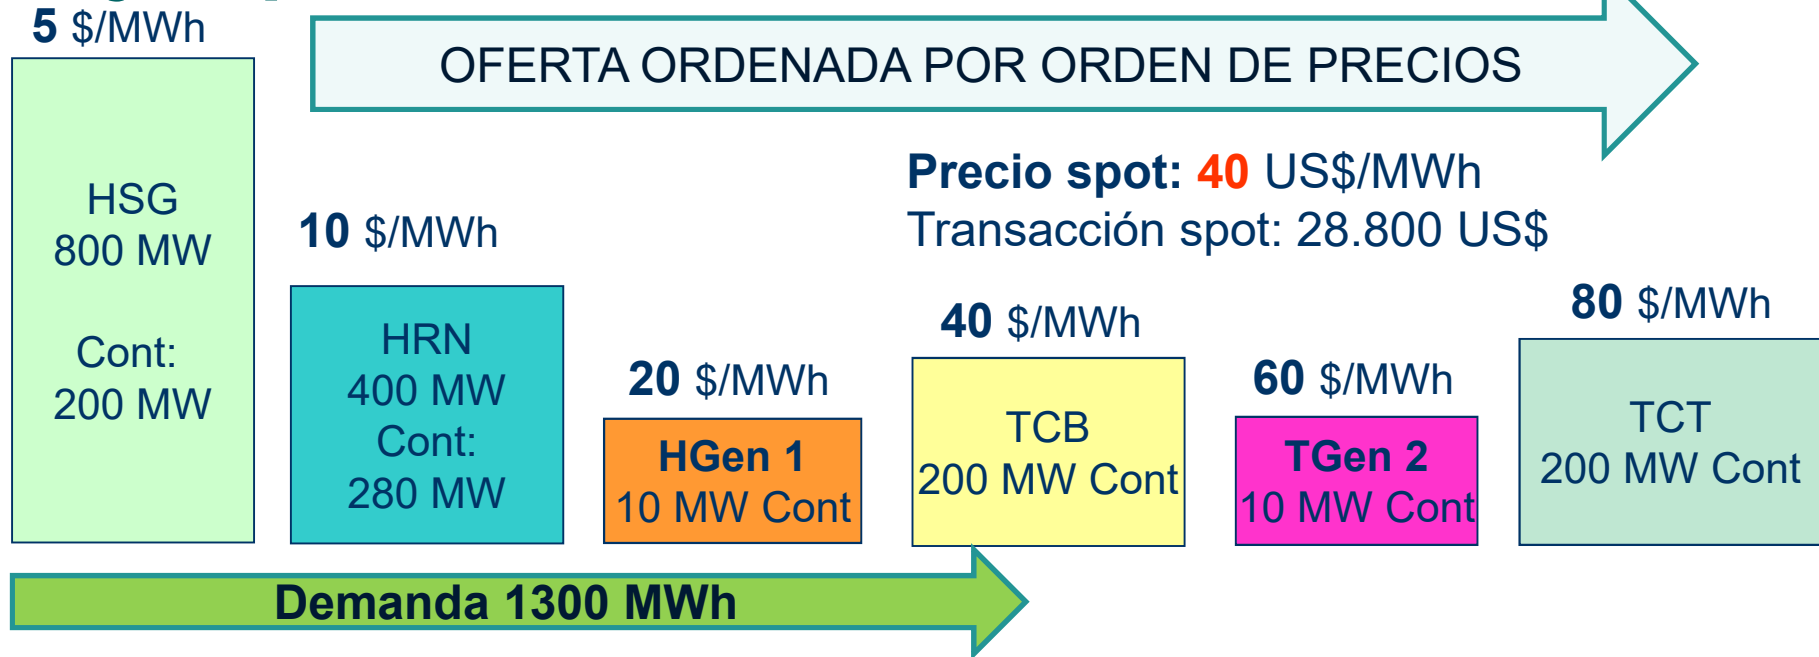 5 $/MWh
OFERTA ORDENADA POR ORDEN DE PRECIOS
Precio spot: 40 US$/MWh
Transacción spot: 28.800 US$
HSG
800 MW
Cont:
200 MW
10 $/MWh
HRN
400 MW
Cont:
280 MW
20 $/MWh
HGen 1
10 MW Cont
40 $/MWh
TCB
200 MW Cont
60 $/MWh
TGen 2
10 MW Cont
80 $/MWh
TCT
200 MW Cont
Demanda 1300 MWh